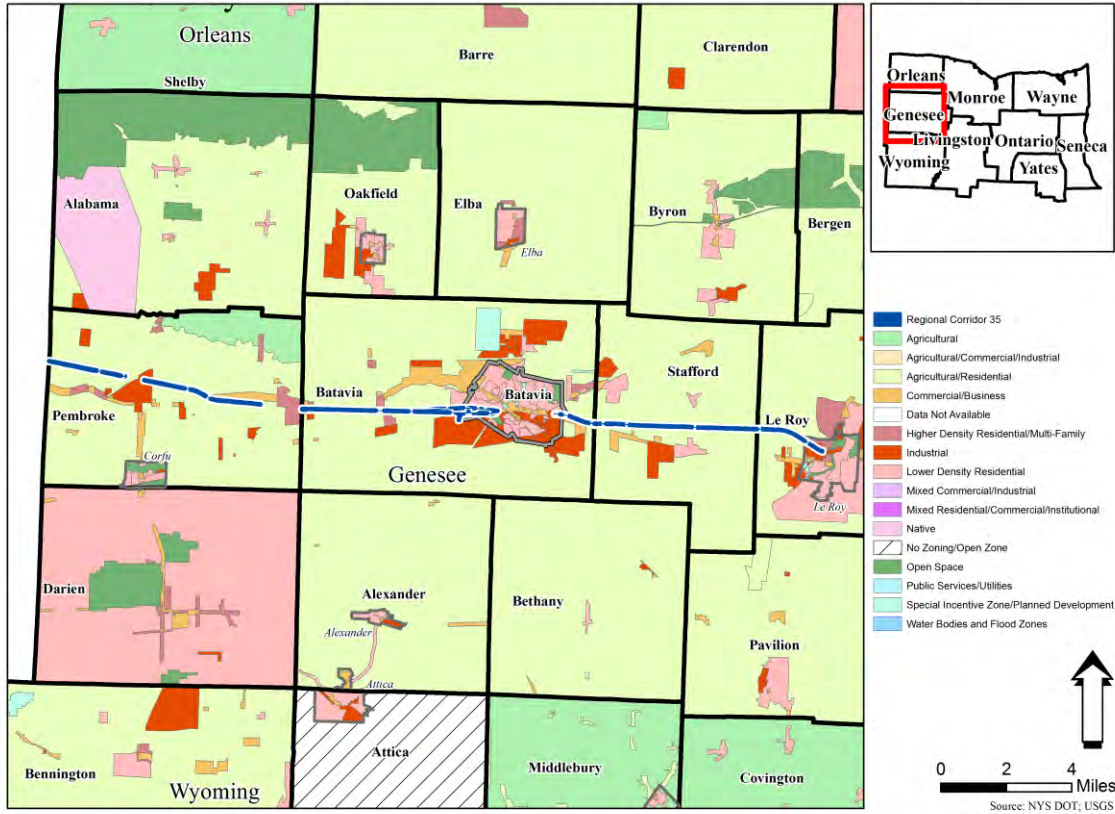 Orleans
Shelby
Barre
Clarendon
Alabama
Oakfield
Elba
Elba
Byron
Bergen
Pembroke
Corfu
Batavia
Batavia
Stafford
Le Roy
Le Roy
Genesee
Darien
Alexander
Alexander
Attica
Bethany
Pavilion
Bennington
Wyoming
Attica
Middlebury
Covington
Orleans
Monroe
Wayne
Genesee
Livingston
Ontario
Seneca
Wyoming
Yates
Regional Corridor 35
Agricultural
Agricultural/Commercial/Industrial
Agricultural/Residential
Commercial/Business
Data Not Available
Higher Density Residential/Multi-Family
Industrial
Lower Density Residential
Mixed Commercial/Industrial
Mixed Residential/Commercial/Institutional
Native
No Zoning/Open Zone
Open Space
Public Services/Utilities
Special Incentive Zone/Planned Development
Water Bodies and Flood Zones
0 2 4
Miles
Source: NYS DOT; USGS